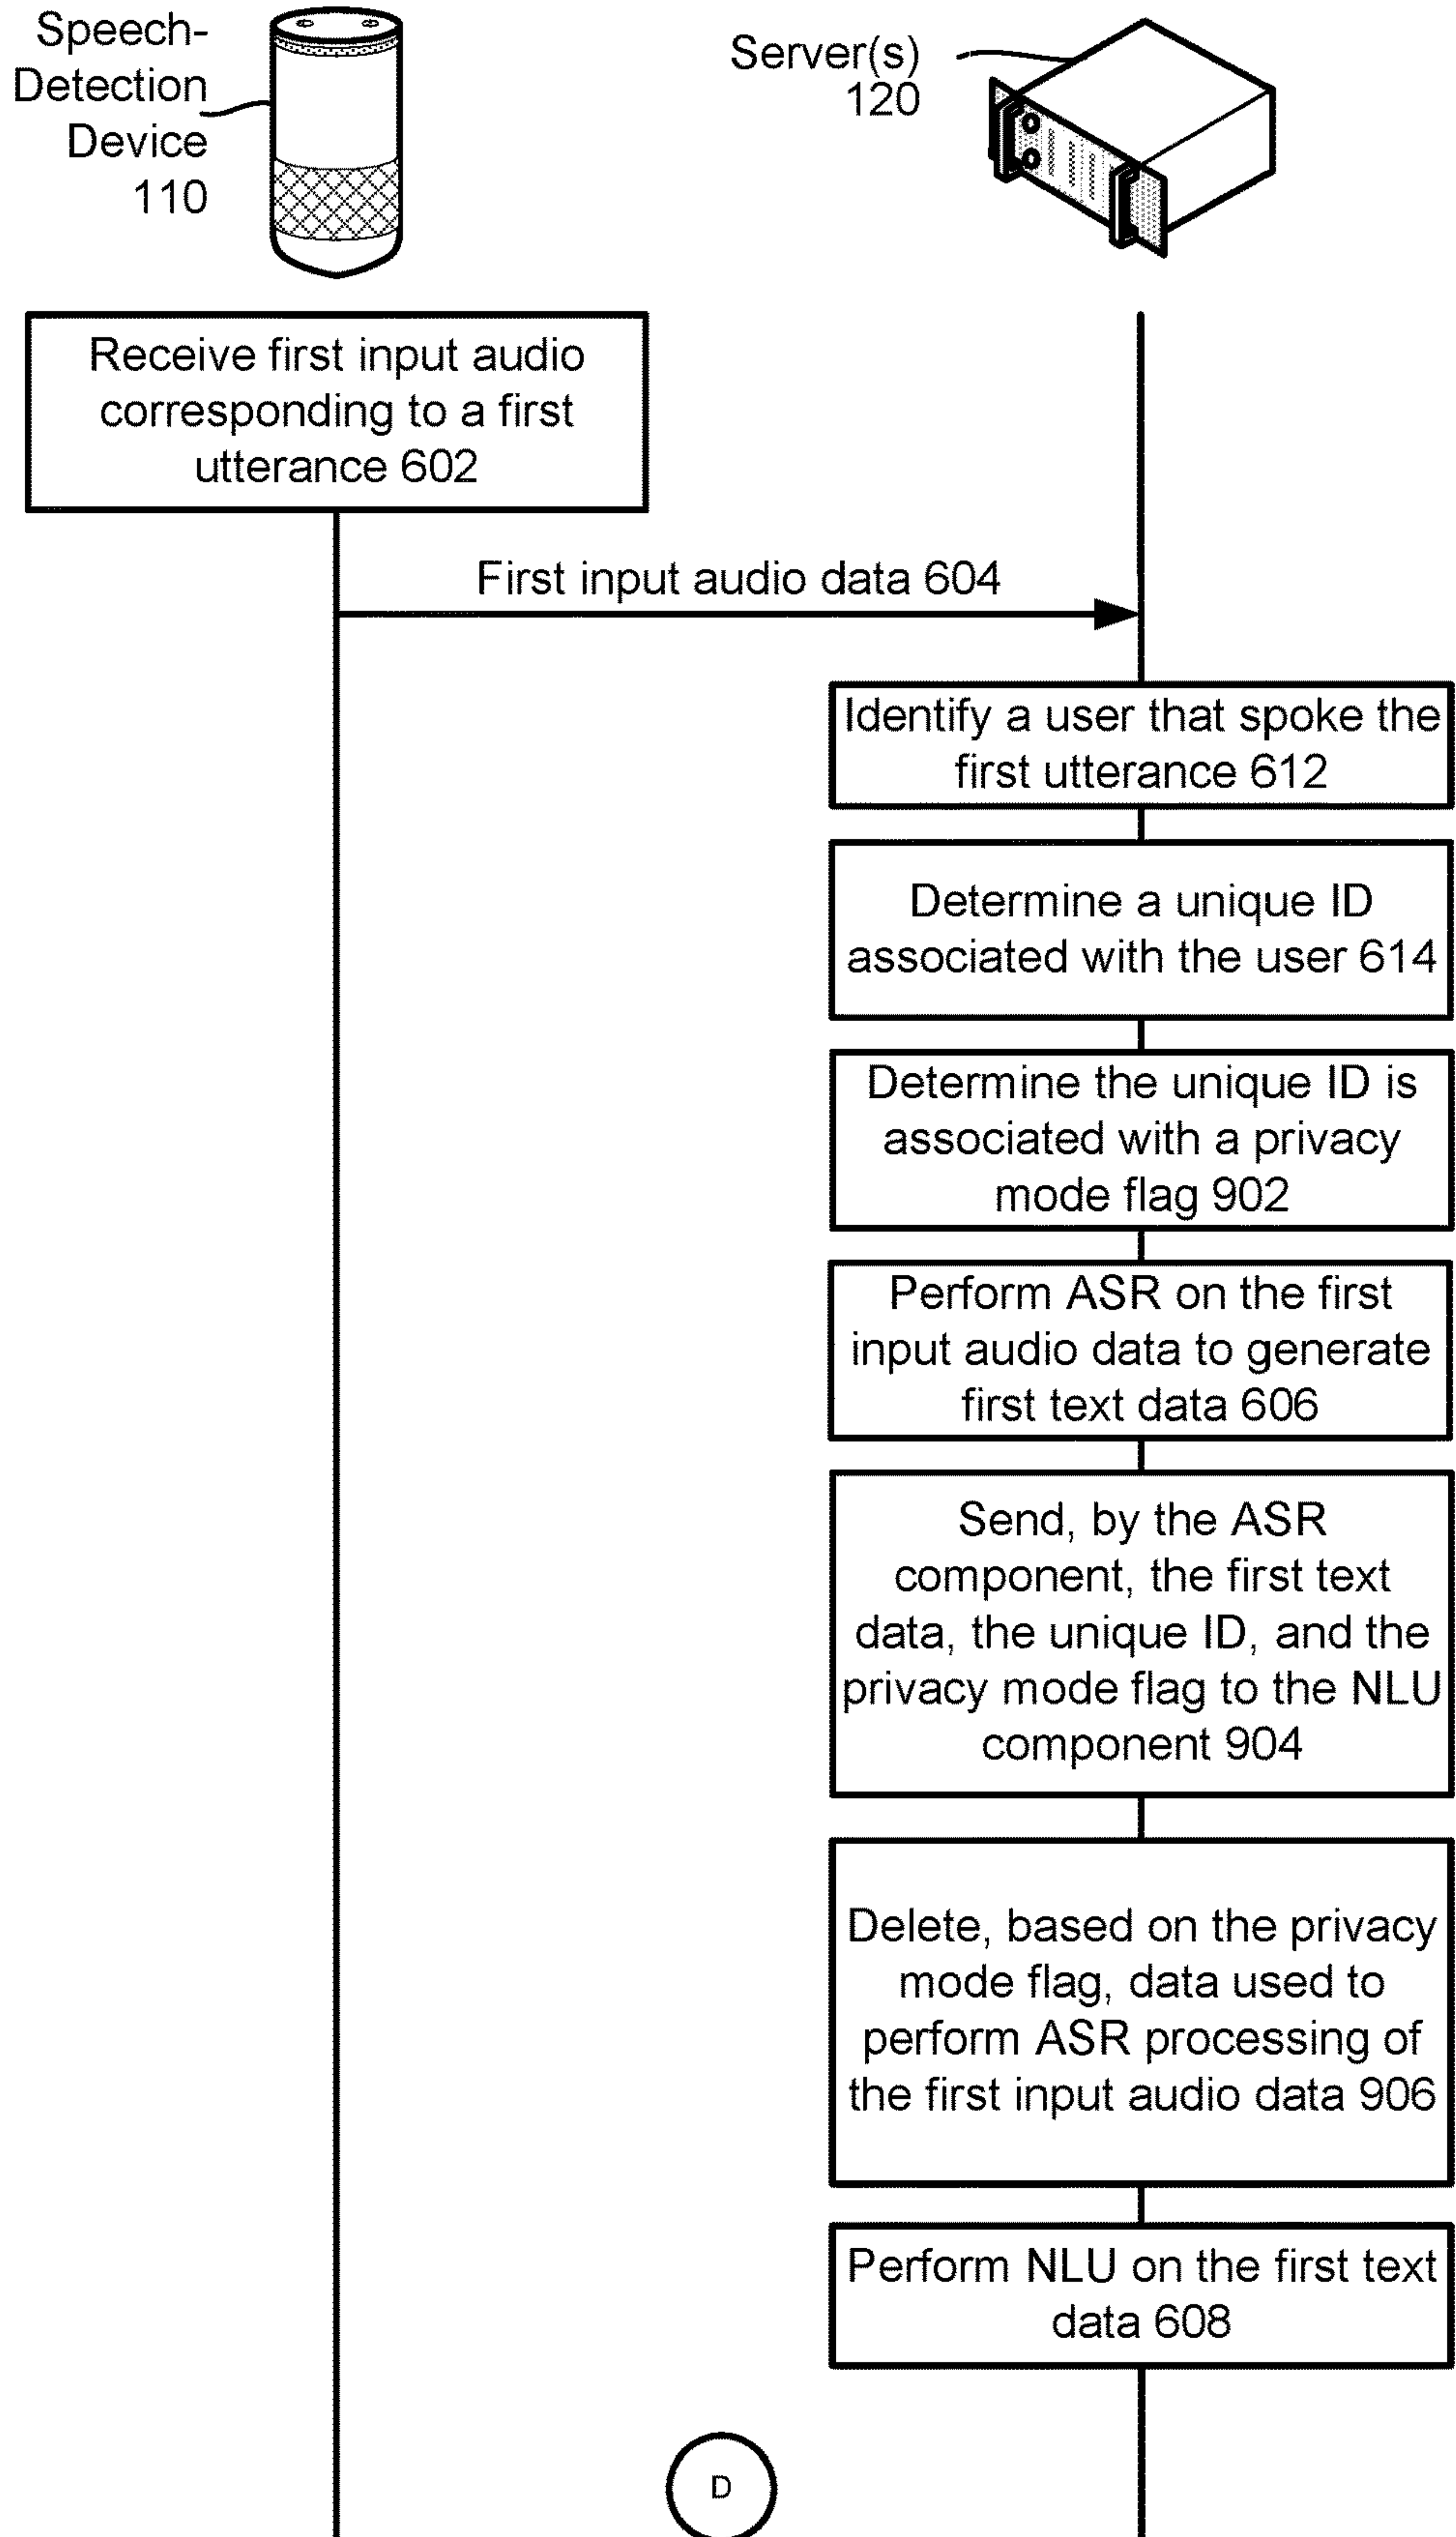 Speech-
Detection
Device
110
Server(s)
120
Receive first input audio
corresponding to a first
utterance 602
First input audio data 604
Identify a user that spoke the
first utterance 612
Determine a unique ID
associated with the user 614
Determine the unique ID is
associated with a privacy
mode flag 902
Perform ASR on the first
input audio data to generate
first text data 606
Send, by the ASR
component, the first text
data, the unique ID, and the
privacy mode flag to the NLU
component 904
Delete, based on the privacy
mode flag, data used to
perform ASR processing of
the first input audio data 906
Perform NLU on the first text
data 608
D